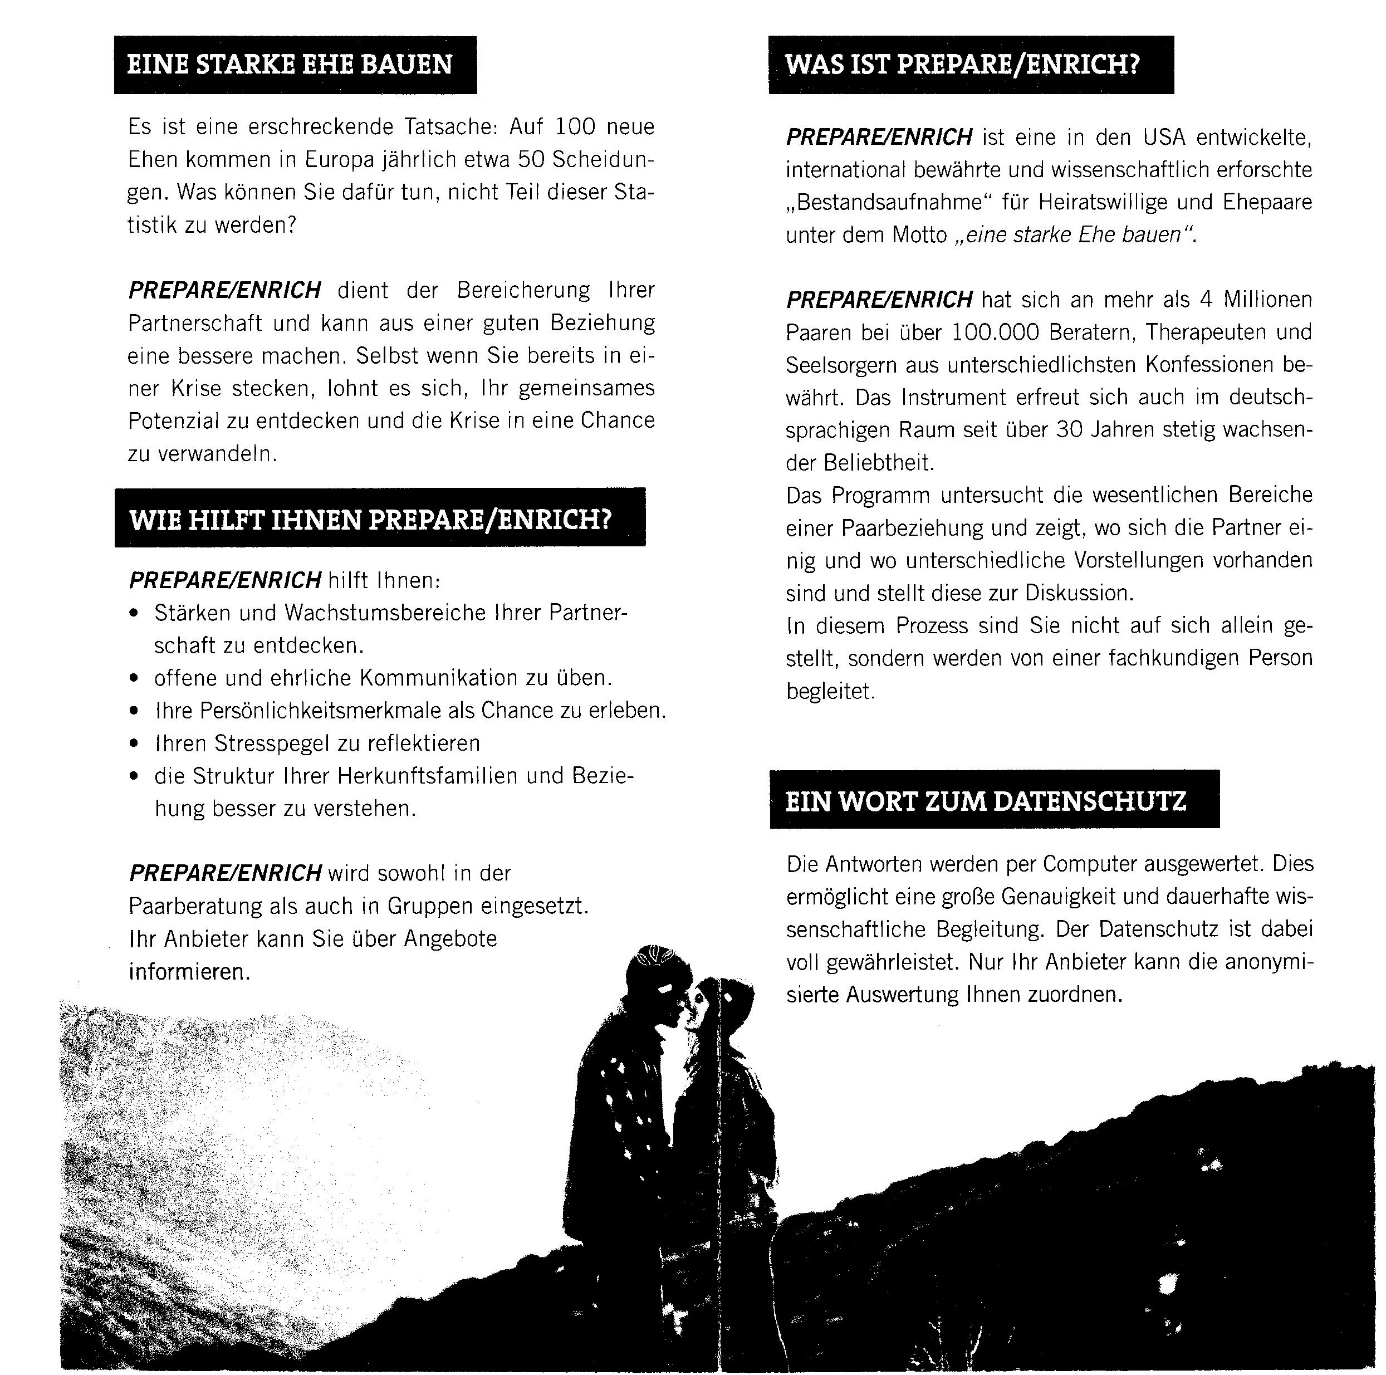 EINE STARKE EHE BAUEN
Es ist eine erschreckende Tatsache: Auf 100 neue
Ehen kommen in Europa jährlich etwa 50 Scheidun-
gen. Was können Sie dafür tun, nicht Teil dieser Sta-
tistik zu werden?
PREPARE/ENRICH dient der Bereicherung Ihrer
Partnerschaft und kann aus einer guten Beziehung
eine bessere machen. Selbst wenn Sie bereits in ei-
ner Krise stecken, lohnt es sich, Ihr gemeinsames
Potenzial zu entdecken und die Krise in eine Chance
zu verwandeln.
WIE HILFT IHNEN PREPARE/ENRICH?
PREPARE/ENRICH hilft Ihnen:
• Stärken und Wachstumsbereiche Ihrer Partner-
schaft zu entdecken.
• offene und ehrliche Kommunikation zu üben.
• Ihre Persönlichkeitsmerkmale als Chance zu erleben.
• Ihren Stresspegel zu reflektieren
• die Struktur Ihrer Herkunftsfamilien und Bezie-
hung besser zu verstehen.
PREPARE/ENRICH wird sowohl in der
Paarberatung als auch in Gruppen eingesetzt.
Ihr Anbieter kann Sie über Angebote
informieren.
WAS IST PREPARE/ENRICH?
PREPARE/ENRICH ist eine in den USA entwickelte,
international bewährte und wissenschaftlich erforschte
„Bestandsaufnahme“ für Heiratswillige und Ehepaare
unter dem Motto „eine starke Ehe bauen“.
PREPARE/ENRICH hat sich an mehr als 4 Millionen
Paaren bei über 100.000 Beratern, Therapeuten und
Seelsorgern aus unterschiedlichsten Konfessionen be-
währt. Das Instrument erfreut sich auch im deutsch-
sprachigen Raum seit über 30 Jahren stetig wachsen-
der Beliebtheit.
Das Programm untersucht die wesentlichen Bereiche
einer Paarbeziehung und zeigt, wo sich die Partner ei-
nig und wo unterschiedliche Vorstellungen vorhanden
sind und stellt diese zur Diskussion.
In diesem Prozess sind Sie nicht auf sich allein ge-
stellt, sondern werden von einer fachkundigen Person
begleitet.
EIN WORT ZUM DATENSCHUTZ
Die Antworten werden per Computer ausgewertet. Dies
ermöglicht eine große Genauigkeit und dauerhafte wis-
senschaftliche Begleitung. Der Datenschutz ist dabei
voll gewährleistet. Nur Ihr Anbieter kann die anonymi-
sierte Auswertung Ihnen zuordnen.